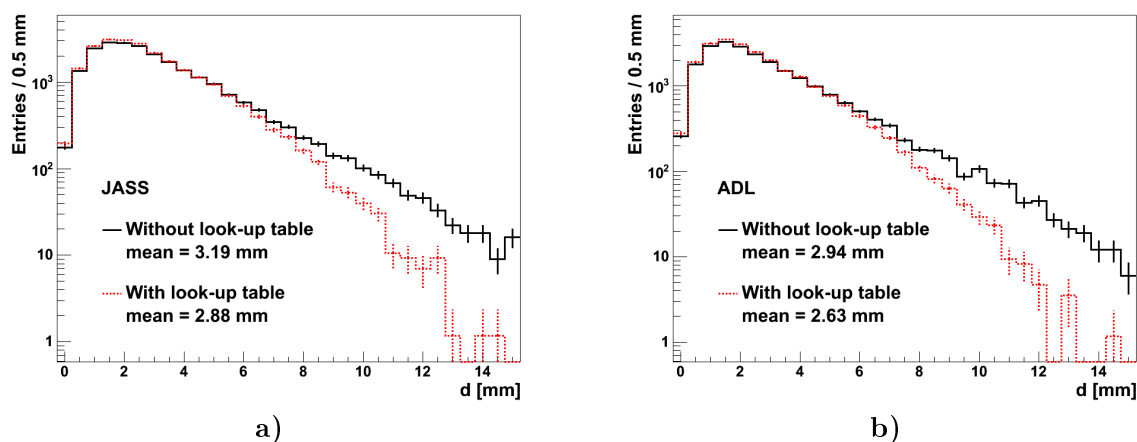 Entries / 0.5 mm
10³
10²
10
1
JASS
Without look-up table
mean = 3.19 mm
With look-up table
mean = 2.88 mm
0 2 4 6 8 10 12 14
d [mm]
a)
Entries / 0.5 mm
10³
10²
10
1
ADL
Without look-up table
mean = 2.94 mm
With look-up table
mean = 2.63 mm
0 2 4 6 8 10 12 14
d [mm]
b)